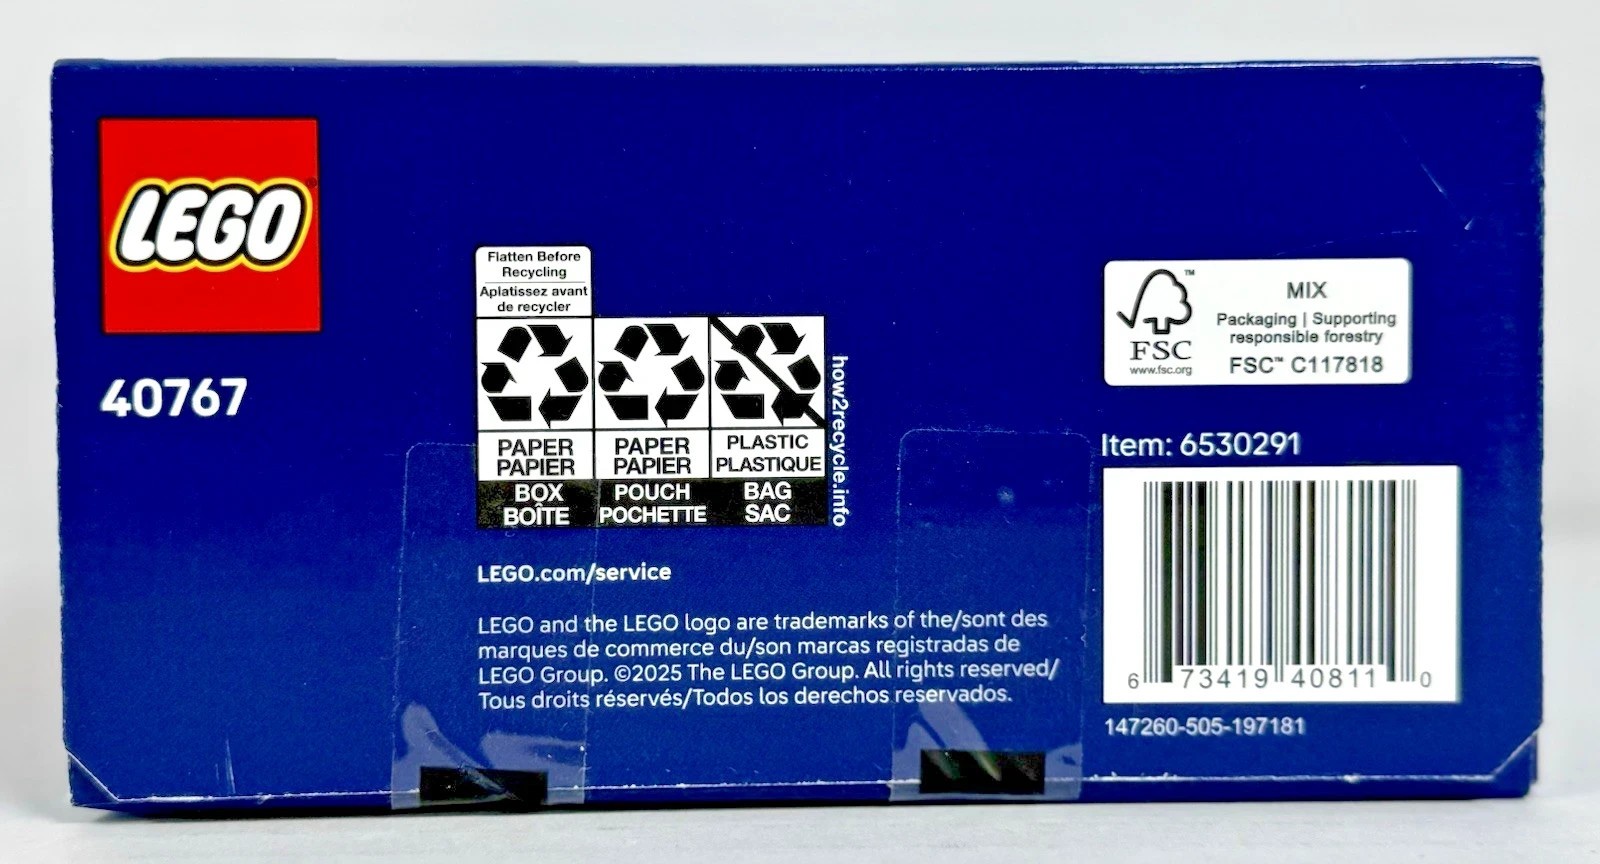 LEGO
40767
Flatten Before
Recycling
Aplatissez avant
de recycler
PAPER
PAPIER
BOX
BOÎTE
PAPER
PAPIER
POUCH
POCHETTE
PLASTIC
PLASTIQUE
BAG
SAC
how2recycle.info
LEGO.com/service
LEGO and the LEGO logo are trademarks of the/sont des
marques de commerce du/son marcas registradas de
LEGO Group. ©2025 The LEGO Group. All rights reserved/
Tous droits réservés/Todos los derechos reservados.
FSC
www.fsc.org
MIX
Packaging | Supporting
responsible forestry
FSC™ C117818
Item: 6530291
6 73419 40811 0
147260-505-197181